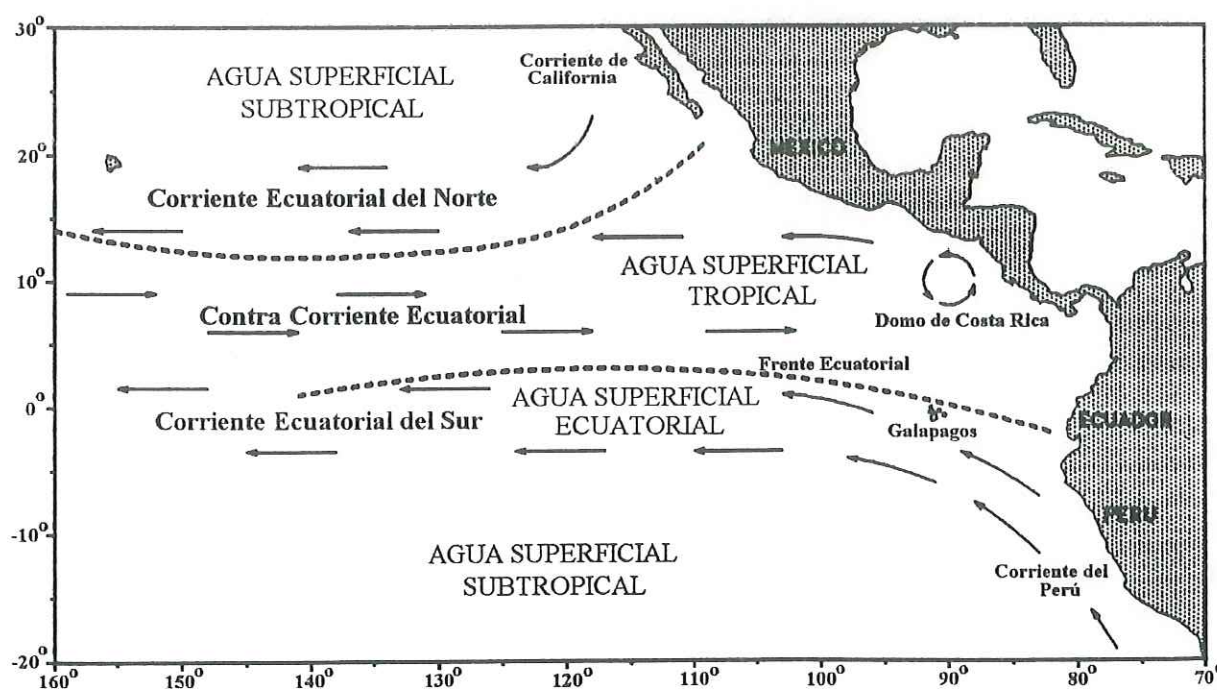 30°
Corriente de
California
AGUA SUPERFICIAL
SUBTROPICAL
20°
MEXICO
Corriente Ecuatorial del Norte
AGUA SUPERFICIAL
TROPICAL
10°
Contra Corriente Ecuatorial
Domo de Costa Rica
Frente Ecuatorial
0°
AGUA SUPERFICIAL
ECUATORIAL
Corriente Ecuatorial del Sur
Galapagos
ECUADOR
PERU
-10°
AGUA SUPERFICIAL
SUBTROPICAL
Corriente del
Perú
-20°
160° 150° 140° 130° 120° 110° 100° 90° 80° 70°